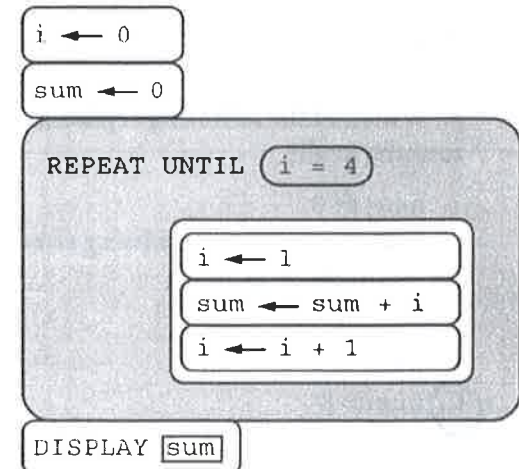 i ← 0
sum ← 0
REPEAT UNTIL i = 4
i ← 1
sum ← sum + i
i ← i + 1
DISPLAY sum